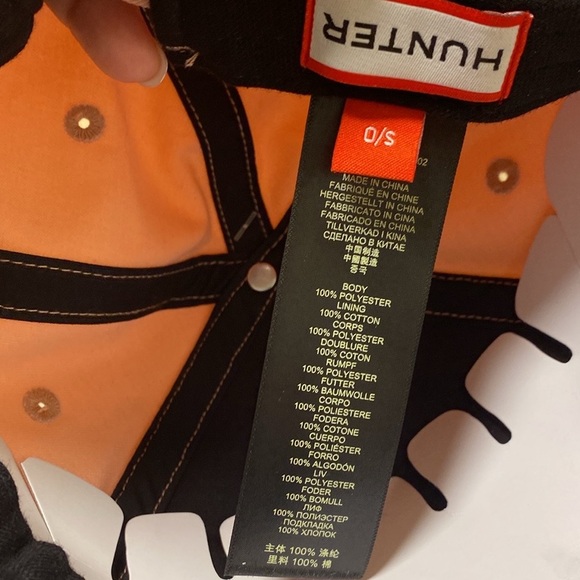 HUNTER
O/S
02
MADE IN CHINA
FABRIQUÉ EN CHINE
HERGESTELLT IN CHINA
FABBRICATO IN CINA
FABRICADO EN CHINA
TILLVERKAD I KINA
СДЕЛАНО В КИТАЕ
中国制造
中國製造
중국
BODY
100% POLYESTER
LINING
100% COTTON
CORPS
100% POLYESTER
DOUBLURE
100% COTON
RUMPF
100% POLYESTER
FUTTER
100% BAUMWOLLE
CORPO
100% POLIESTERE
FODERA
100% COTONE
CUERPO
100% POLIÉSTER
FORRO
100% ALGODÓN
LIV
100% POLYESTER
FODER
100% BOMULL
ЛИФ
100% ПОЛИЭСТЕР
ПОДКЛАДКА
100% ХЛОПОК
主体 100% 涤纶
里料 100% 棉